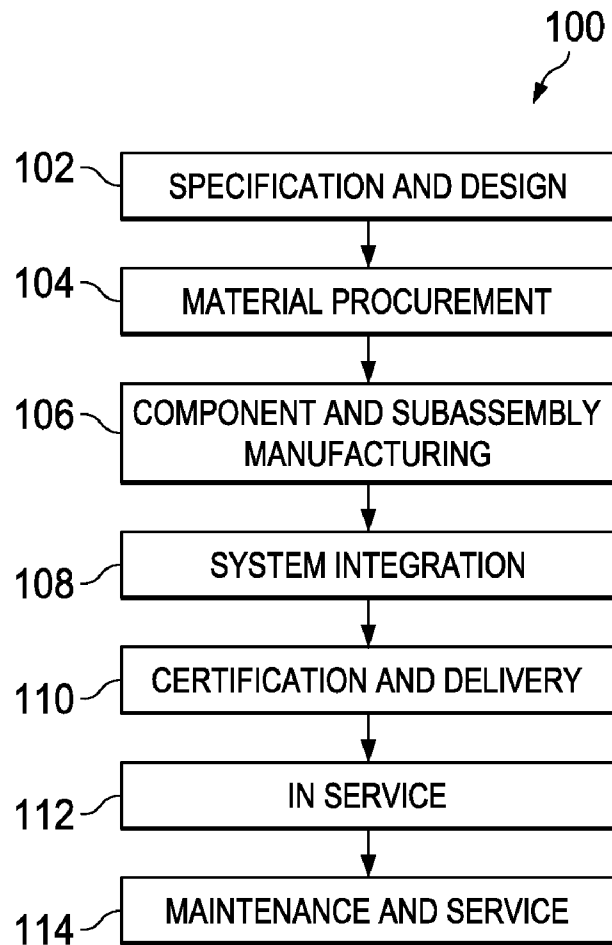 100
102 SPECIFICATION AND DESIGN
104 MATERIAL PROCUREMENT
106 COMPONENT AND SUBASSEMBLY
MANUFACTURING
108 SYSTEM INTEGRATION
110 CERTIFICATION AND DELIVERY
112 IN SERVICE
114 MAINTENANCE AND SERVICE